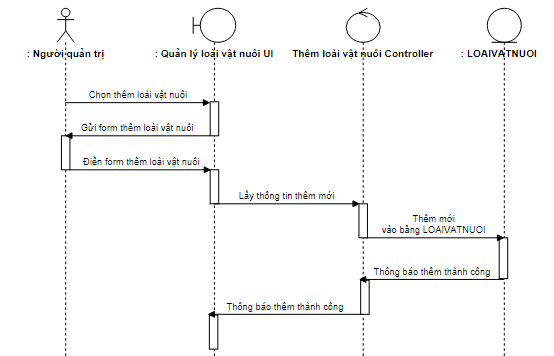 : Người quản trị
: Quản lý loài vật nuôi UI
Thêm loài vật nuôi Controller
: LOAIVATNUOI
Chọn thêm loài vật nuôi
Gửi form thêm loài vật nuôi
Điền form thêm loài vật nuôi
Lấy thông tin thêm mới
Thêm mới
vào bảng LOAIVATNUOI
Thông báo thêm thành công
Thông báo thêm thành công